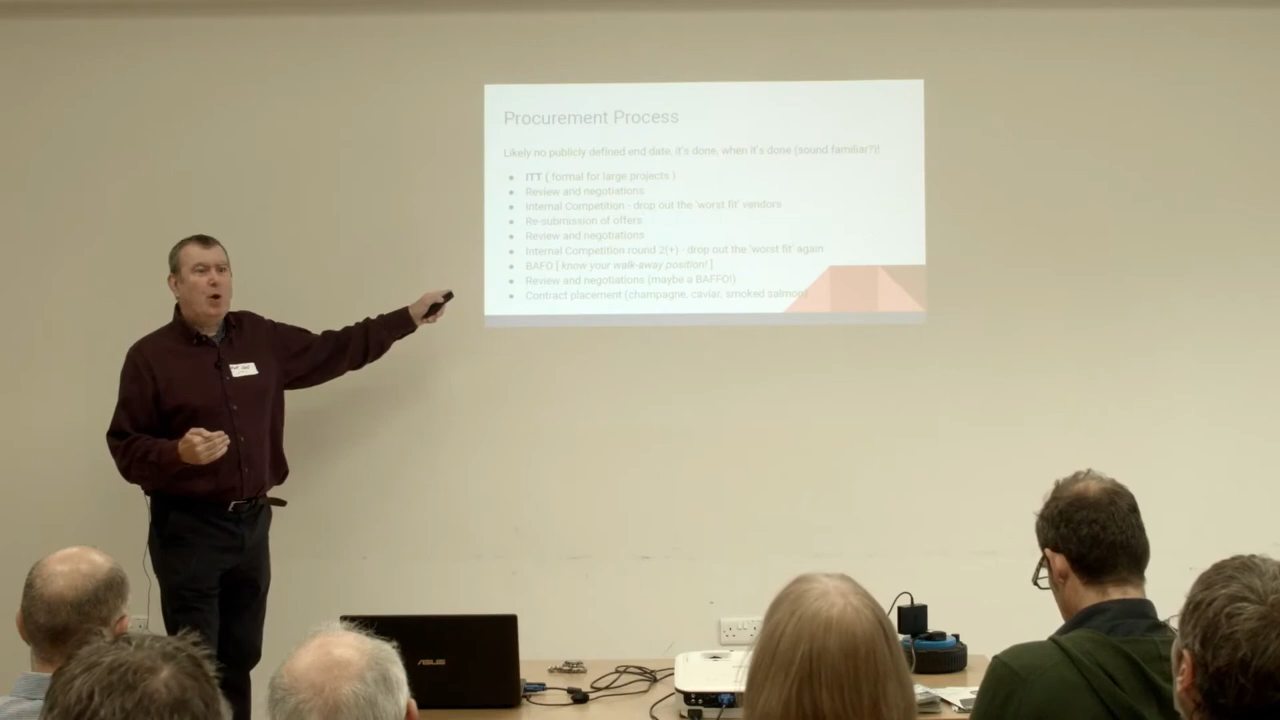 Procurement Process
Likely no publicly defined end date, it's done, when it's done (sound familiar?)!
● ITT ( formal for large projects )
● Review and negotiations
● Internal Competition - drop out the 'worst fit' vendors
● Re-submission of offers
● Review and negotiations
● Internal Competition round 2(+) - drop out the 'worst fit' again
● BAFO [ know your walk-away position! ]
● Review and negotiations (maybe a BAFFO!)
● Contract placement (champagne, caviar, smoked salmon)
ASUS